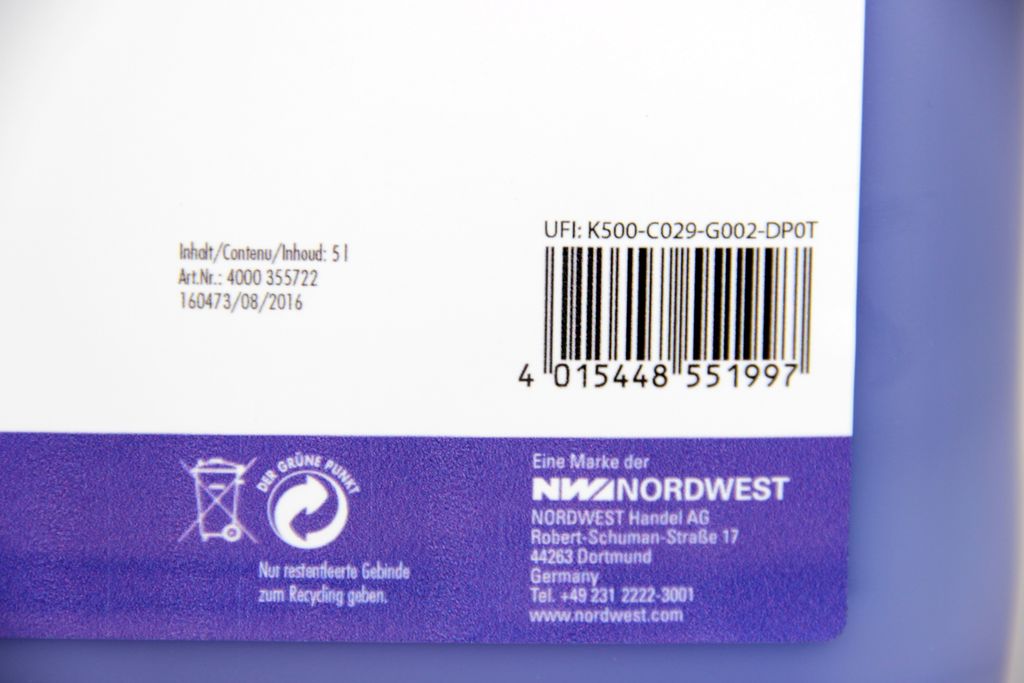 Inhalt/Contenu/Inhoud: 5 l
Art.Nr.: 4000 355722
160473/08/2016
UFI: K500-C029-G002-DP0T
4 015448 551997
DER GRÜNE PUNKT
Nur restentleerte Gebinde
zum Recycling geben.
Eine Marke der
NW NORDWEST
NORDWEST Handel AG
Robert-Schuman-Straße 17
44263 Dortmund
Germany
Tel. +49 231 2222-3001
www.nordwest.com